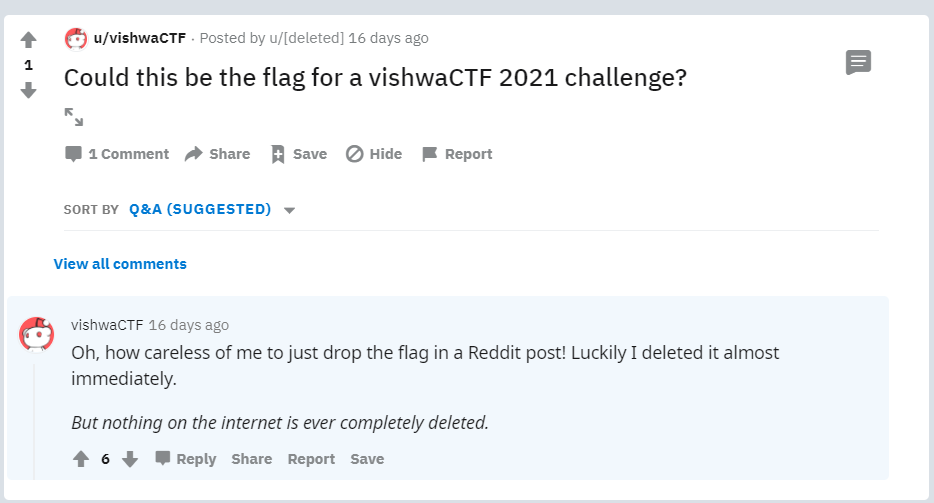 u/vishwaCTF · Posted by u/[deleted] 16 days ago
1
Could this be the flag for a vishwaCTF 2021 challenge?
1 Comment Share Save Hide Report
SORT BY Q&A (SUGGESTED)
View all comments
vishwaCTF 16 days ago
Oh, how careless of me to just drop the flag in a Reddit post! Luckily I deleted it almost
immediately.
But nothing on the internet is ever completely deleted.
6 Reply Share Report Save